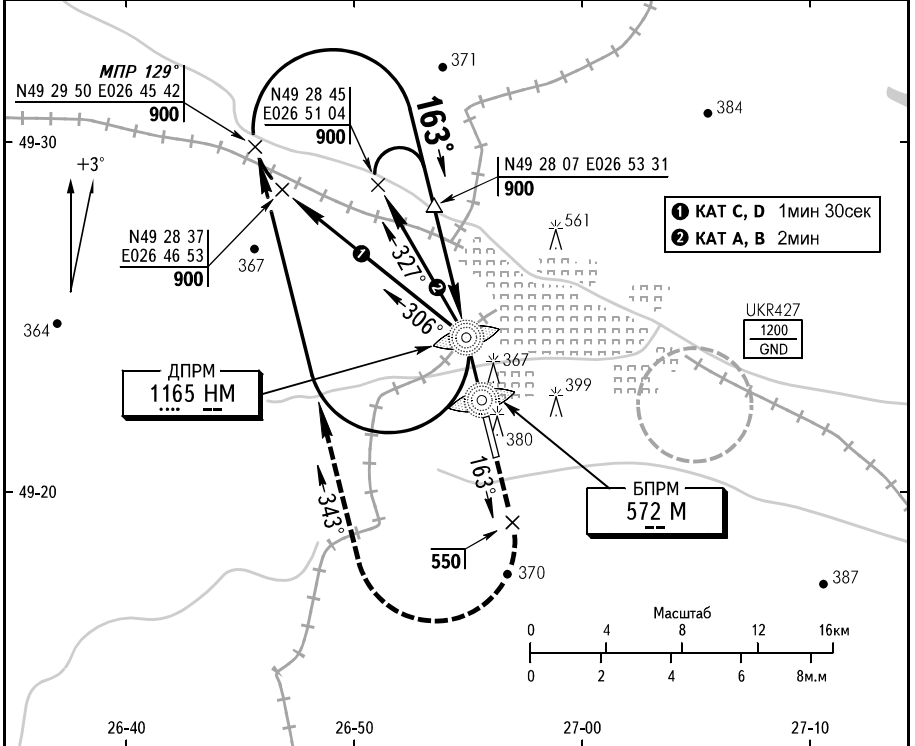 371
МПР 129°
N49 29 50 E026 45 42
900
N49 28 45
E026 51 04
900
163°
384
49-30
+3°
N49 28 07 E026 53 31
900
1 КАТ C, D 1мин 30сек
2 КАТ А, В 2мин
561
N49 28 37
E026 46 53
900
367
1
327°
2
306°
364
UKR427
1200
GND
ДПРМ
1165 НМ
367
399
380
163°
49-20
343°
БПРМ
572 М
550
370
387
Масштаб
0 4 8 12 16км
0 2 4 6 8м.м
26-40 26-50 27-00 27-10